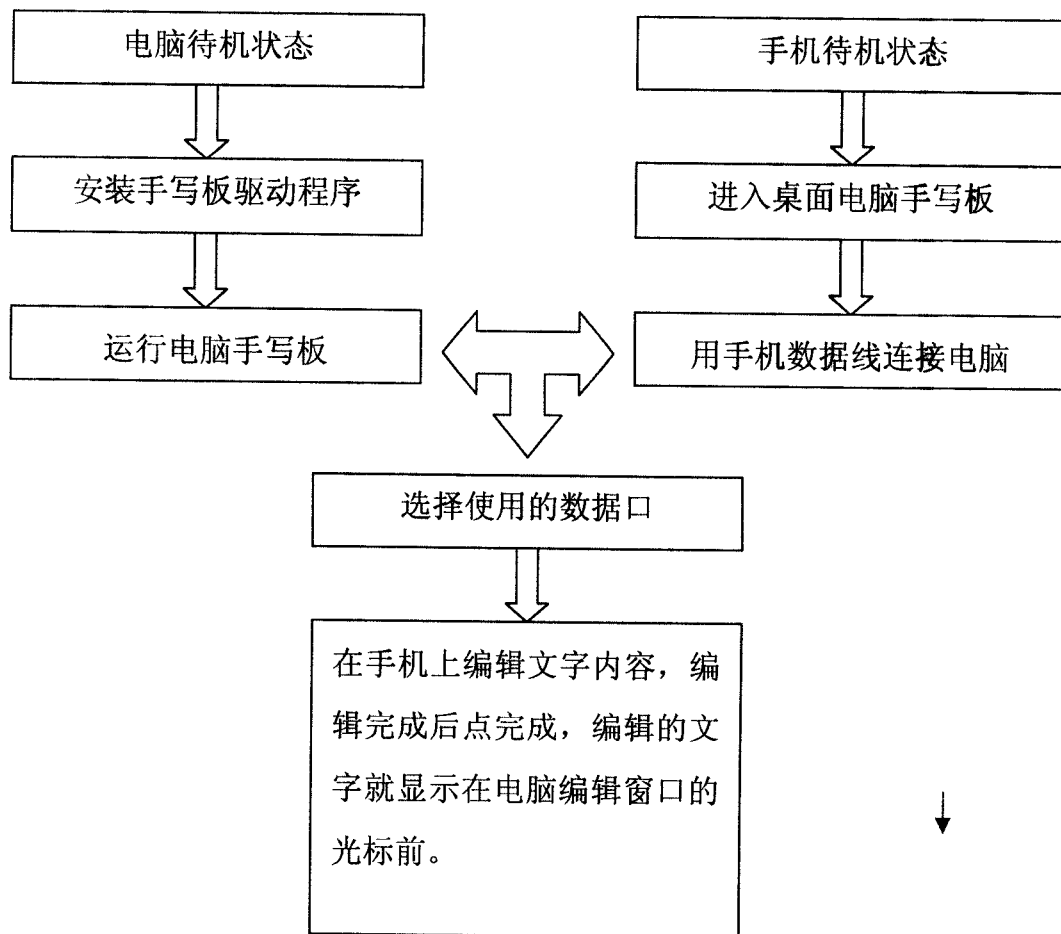 电脑待机状态
手机待机状态
安装手写板驱动程序
进入桌面电脑手写板
运行电脑手写板
用手机数据线连接电脑
选择使用的数据口
在手机上编辑文字内容，编
辑完成后点完成，编辑的文
字就显示在电脑编辑窗口的
光标前。